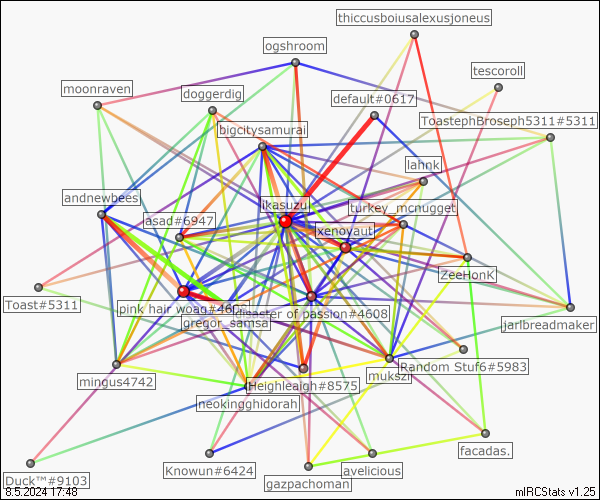 thiccusboiusalexusjoneus
ogshroom
tescoroll
moonraven
doggerdig
default#0617
ToastephBroseph5311#5311
bigcitysamurai
lahnk
andnewbees
ikasuzu
turkey_mcnugget
asad#6947
xenoyaut
ZeeHonK
Toast#5311
pink hair woag#4608
disaster of passion#4608
gregor_samsa
jarlbreadmaker
mingus4742
Heighleaigh#8575
Random Stuf6#5983
mukszi
neokingghidorah
facadas.
Duck™#9103
Knowun#6424
avelicious
gazpachoman
8.5.2024 17:48
mIRCStats v1.25